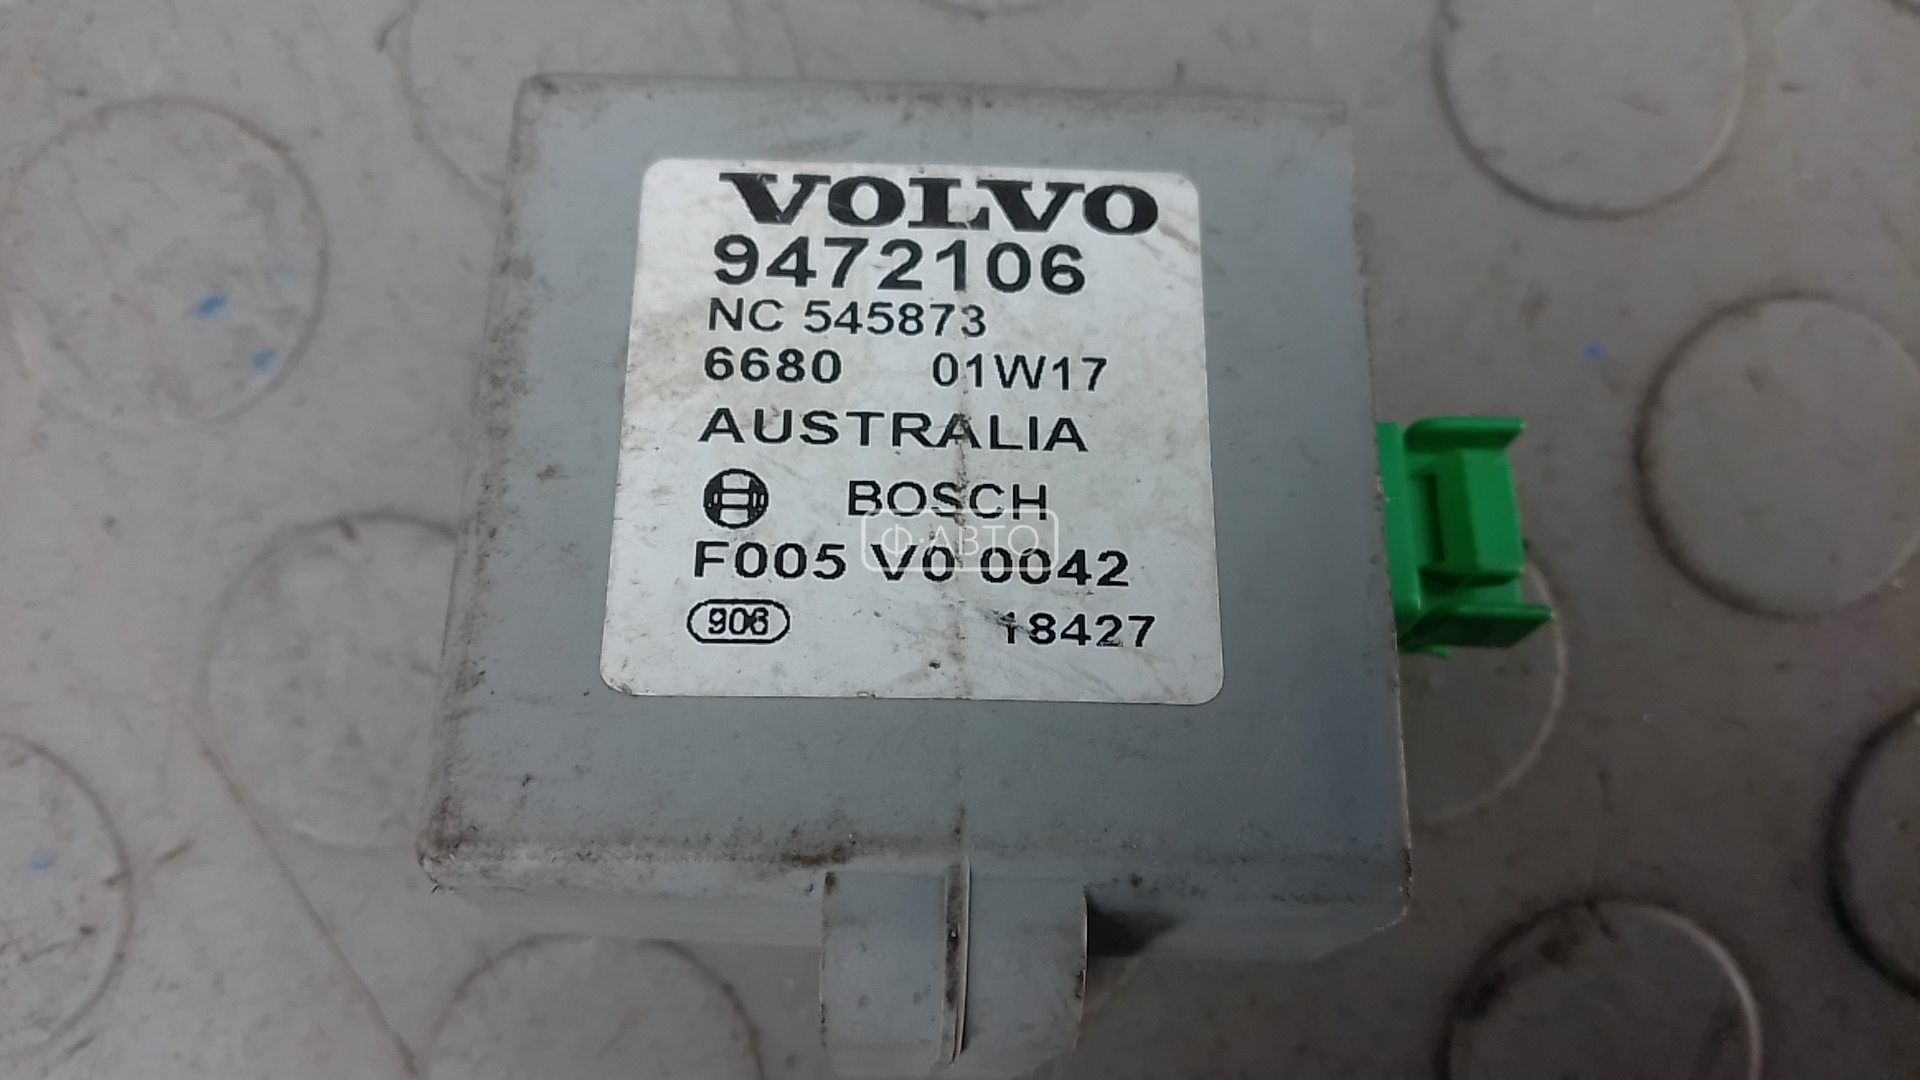 VOLVO
9472106
NC 545873
6680 01W17
AUSTRALIA
BOSCH
Ф·АВТО
F005 V0 0042
906 18427